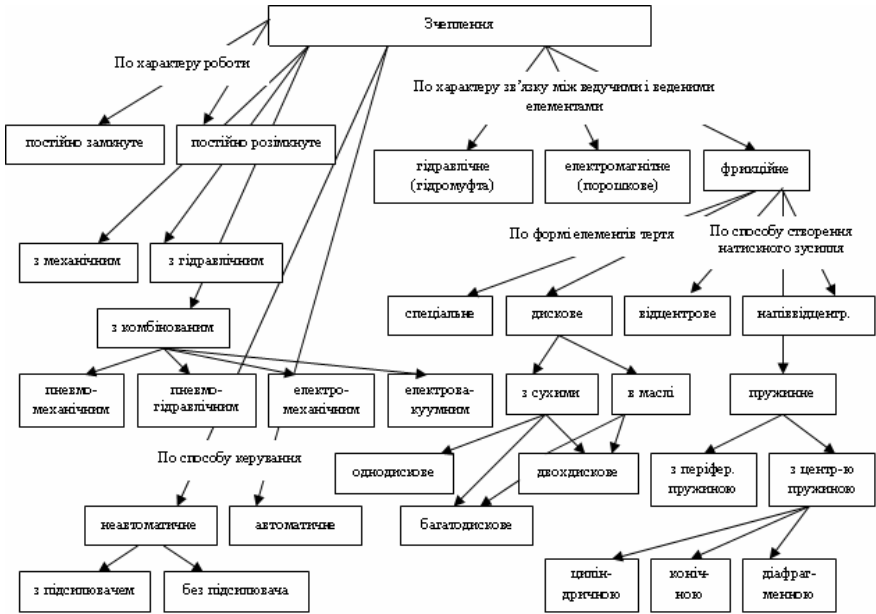 Зчеплення
По характеру роботи
По характеру зв'язку між ведучими і веденими
елементами
постійно замкнуте
постійно розімкнуте
гідравлічне
(гідромуфта)
електромагнітне
(порошкове)
фрикційне
По формі елементів тертя
По способу створення
натискного зусилля
з механічним
з гідравлічним
спеціальне
дискове
відцентрове
напіввідцентр.
з комбінованим
пневмо-
механічним
пневмо-
гідравлічним
електро-
механічним
електрова-
куумним
з сухими
в маслі
пружинне
По способу керування
однодискове
двохдискове
з періфер.
пружиною
з центр-ю
пружиною
неавтоматичне
автоматичне
багатодискове
з підсилювачем
без підсилювача
цилін-
дричною
коніч-
ною
діафраг-
менною